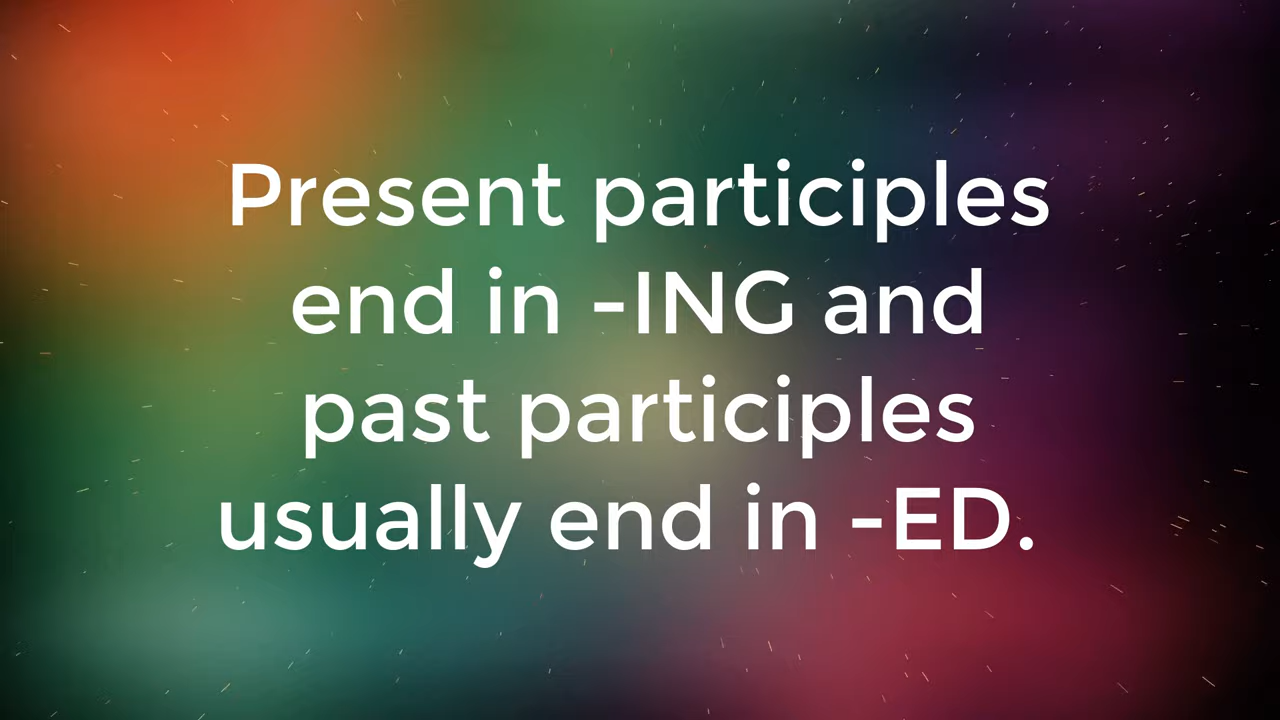 Present participles
end in -ING and
past participles
usually end in -ED.